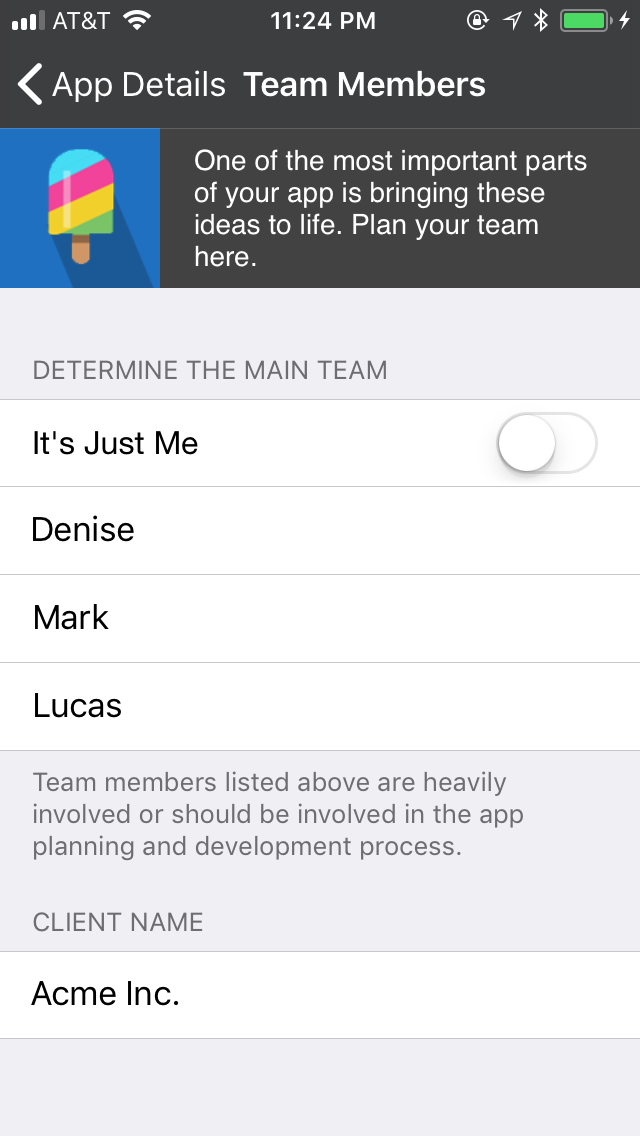 AT&T 11:24 PM
App Details Team Members
One of the most important parts
of your app is bringing these
ideas to life. Plan your team
here.
DETERMINE THE MAIN TEAM
It's Just Me
Denise
Mark
Lucas
Team members listed above are heavily
involved or should be involved in the app
planning and development process.
CLIENT NAME
Acme Inc.